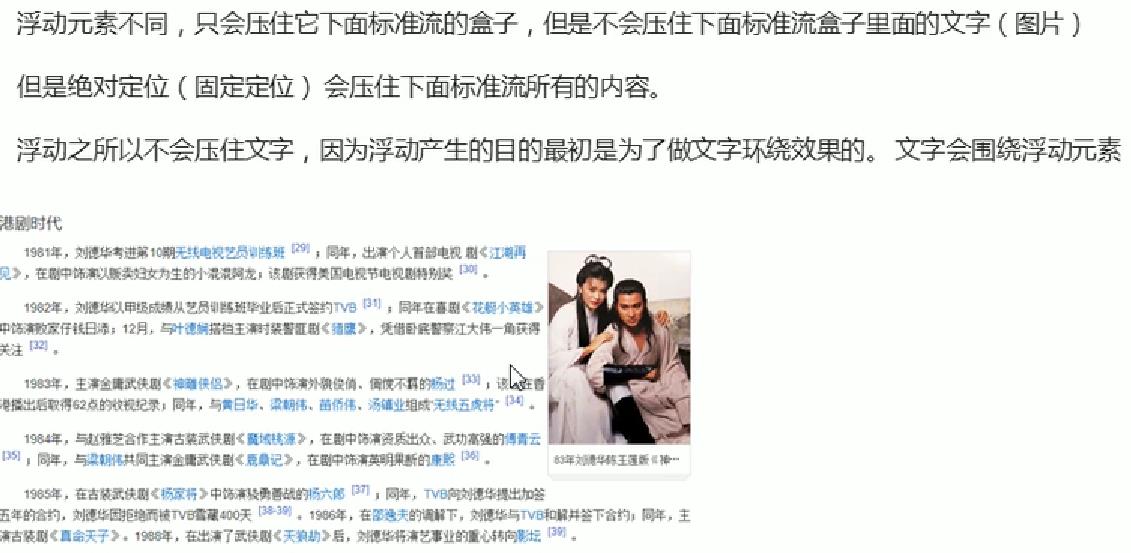 浮动元素不同，只会压住它下面标准流的盒子，但是不会压住下面标准流盒子里面的文字（图片）
但是绝对定位（固定定位） 会压住下面标准流所有的内容。
浮动之所以不会压住文字，因为浮动产生的目的最初是为了做文字环绕效果的。 文字会围绕浮动元素
港剧时代
1981年，刘德华考进第10期无线电视艺员训练班 [29] ；同年，出演个人首部电视 剧《江湖再
见》，在剧中饰演以贩卖妇女为生的小混混阿龙；该剧获得美国电视节电视剧特别奖 [30] 。
1982年，刘德华以甲级成绩从艺员训练班毕业后正式签约TVB [31] ；同年在喜剧《花艇小英雄》
中饰演败家仔钱日添；12月，与叶德娴搭档主演时装警匪剧《猎鹰》，凭借卧底警察江大伟一角获得
关注 [32] 。
1983年，主演金庸武侠剧《神雕侠侣》，在剧中饰演外貌俊俏、倜傥不羁的杨过 [33] ；该 在香
港播出后取得62点的收视纪录；同年，与黄日华、梁朝伟、苗侨伟、汤镇业组成"无线五虎将" [34] 。
1984年，与赵雅芝合作主演古装武侠剧《魔域桃源》，在剧中饰演资质出众、武功高强的傅青云
[35] ；同年，与梁朝伟共同主演金庸武侠剧《鹿鼎记》，在剧中饰演英明果断的康熙 [36] 。
1985年，在古装武侠剧《杨家将》中饰演骁勇善战的杨六郎 [37] ；同年，TVB向刘德华提出加签
五年的合约，刘德华因拒绝而被TVB雪藏400天 [38-39] 。1986年，在邵逸夫的调解下，刘德华与TVB和解并签下合约；同年，主
演古装剧《真命天子》。1988年，在出演了武侠剧《天狼劫》后，刘德华将演艺事业的重心转向影坛 [39] 。
83年刘德华陈玉莲版《神…